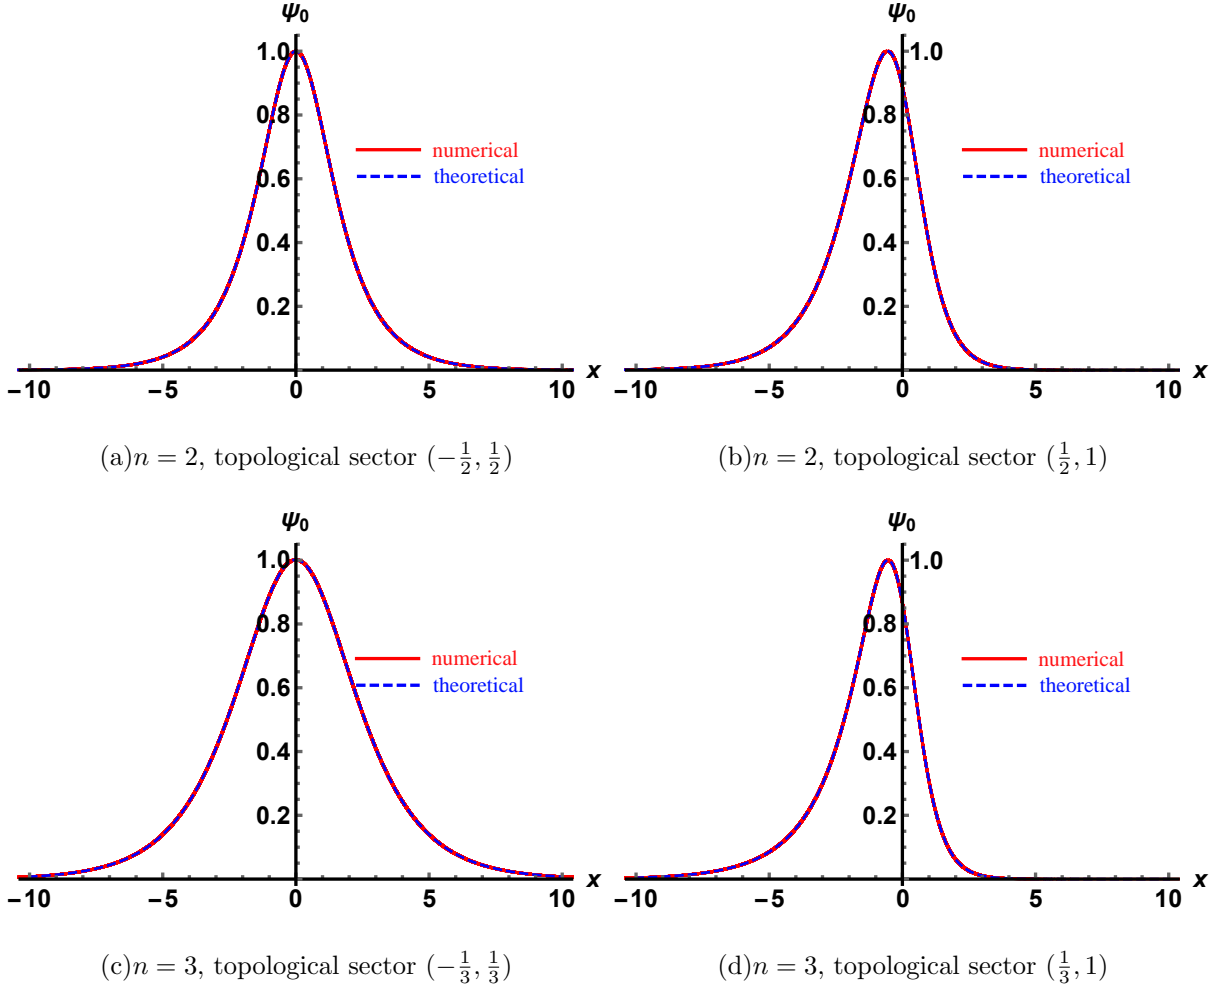 ψ₀
1.0
0.8
0.6
0.4
0.2
−10 −5 0 5 10 x
numerical
theoretical
(a)n = 2, topological sector (−1/2, 1/2)
ψ₀
1.0
0.8
0.6
0.4
0.2
−10 −5 0 5 10 x
numerical
theoretical
(b)n = 2, topological sector (1/2, 1)
ψ₀
1.0
0.8
0.6
0.4
0.2
−10 −5 0 5 10 x
numerical
theoretical
(c)n = 3, topological sector (−1/3, 1/3)
ψ₀
1.0
0.8
0.6
0.4
0.2
−10 −5 0 5 10 x
numerical
theoretical
(d)n = 3, topological sector (1/3, 1)